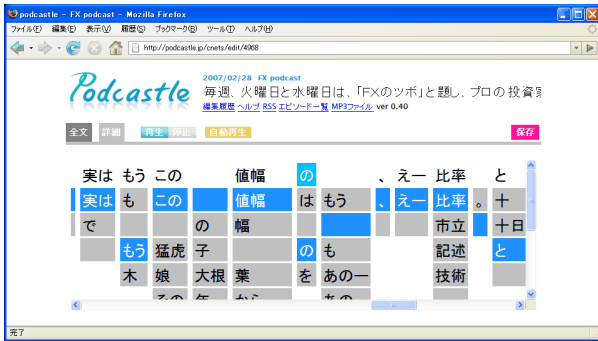 podcastle - FX podcast - Mozilla Firefox
ファイル(F) 編集(E) 表示(V) 履歴(S) ブックマーク(B) ツール(T) ヘルプ(H)
http://podcastle.jp/cnets/edit/4968
Podcastle
2007/02/28 FX podcast
毎週、火曜日と水曜日は、「FXのツボ」と題し、プロの投資家
編集履歴 ヘルプ RSS エピソード一覧 MP3ファイル ver 0.40
全文 詳細 再生 停止 自動再生 保存
実は もう この 値幅 の 、 えー 比率 と
実は も この 値幅 は もう 、 えー 比率 。 十
で の 幅 市立 十日
もう 猛虎 子 の も 記述 と
木 娘 大根 葉 を あの一 技術
その 年 から あの
完了